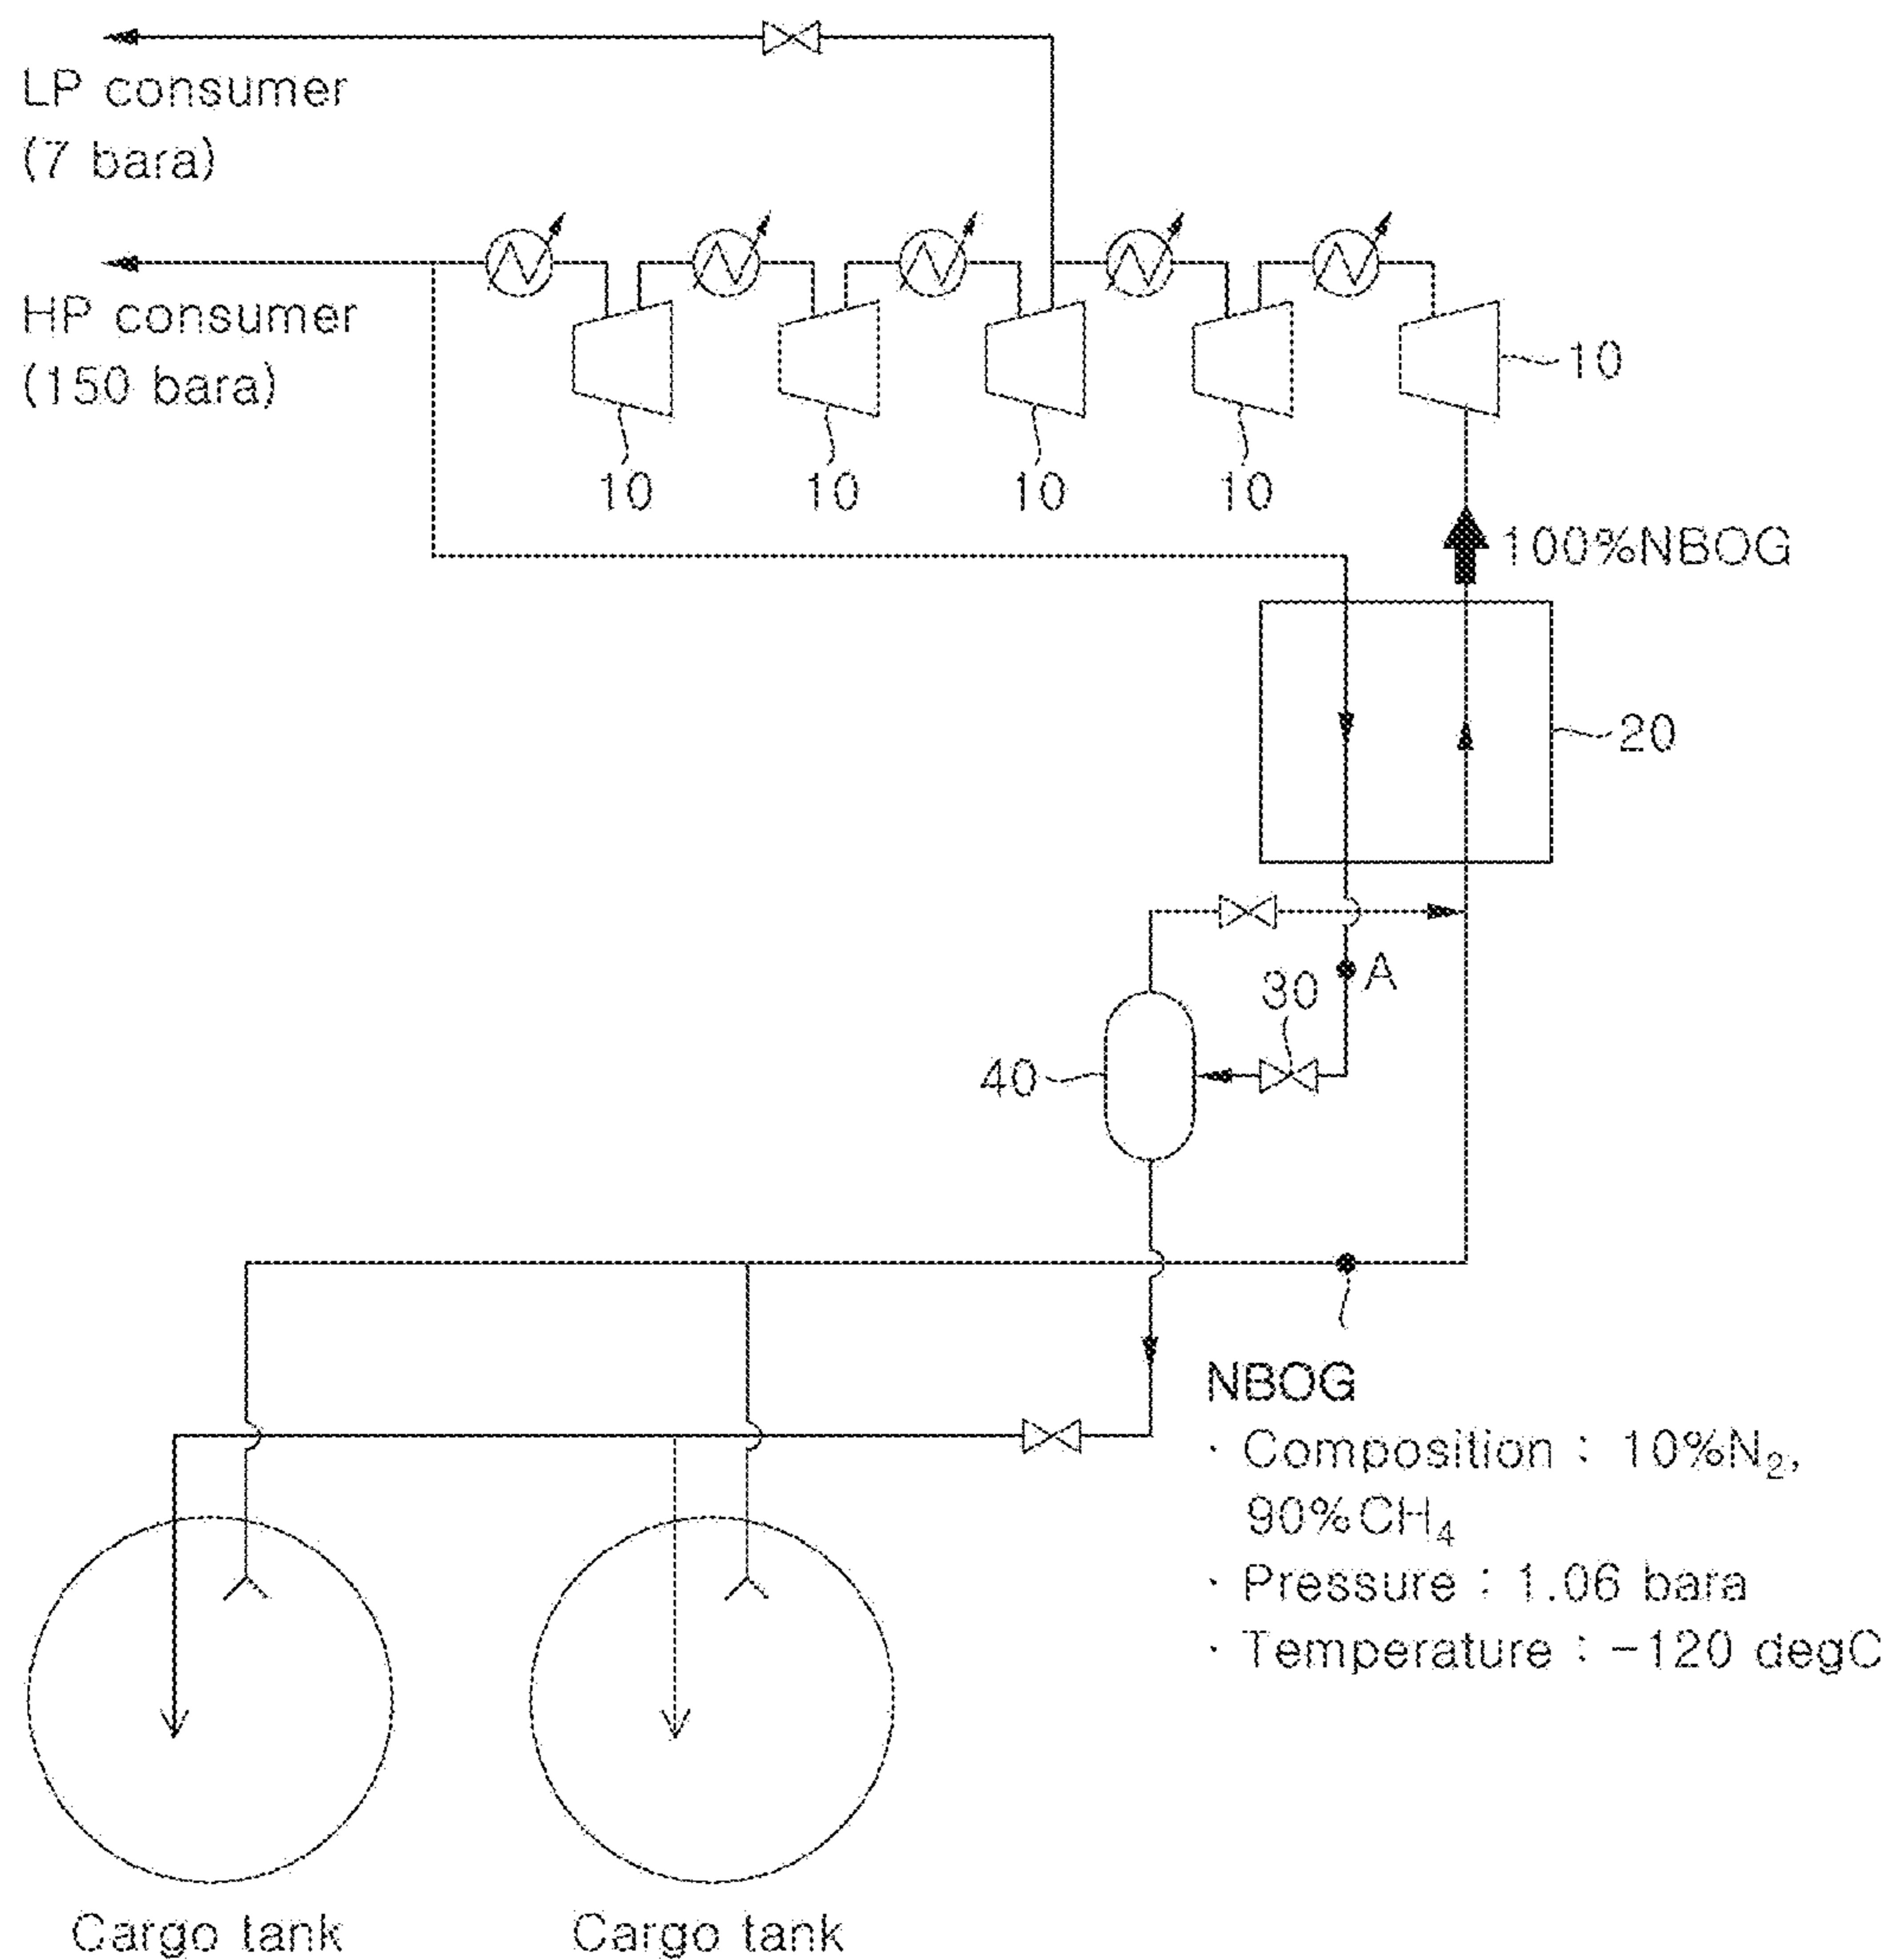 LP consumer
(7 bara)
HP consumer
(150 bara)
10
10
10
10
10
100%NBOG
20
A
30
40
NBOG
· Composition : 10%N₂,
90%CH₄
· Pressure : 1.06 bara
· Temperature : -120 degC
Cargo tank
Cargo tank